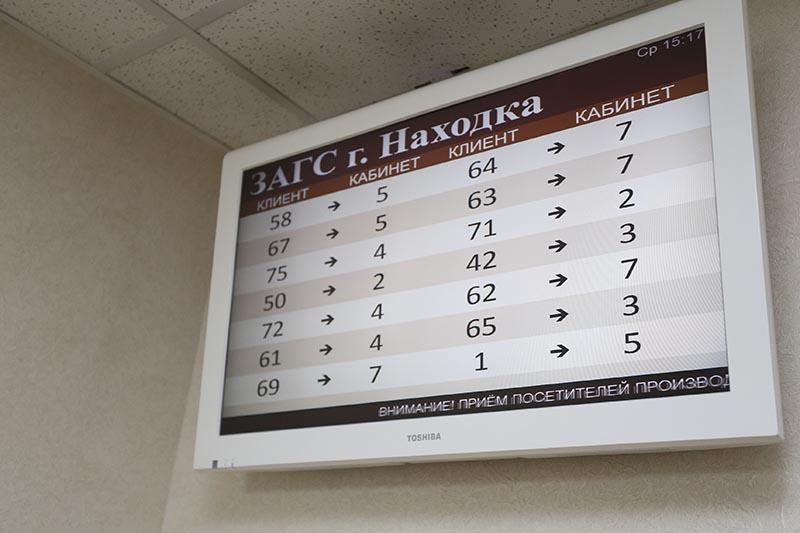 Ср 15:17
ЗАГС г. Находка
КЛИЕНТ КАБИНЕТ КЛИЕНТ КАБИНЕТ
58 → 5 64 → 7
67 → 5 63 → 7
75 → 4 71 → 2
50 → 2 42 → 3
72 → 4 62 → 7
61 → 4 65 → 3
69 → 7 1 → 5
ВНИМАНИЕ! ПРИЁМ ПОСЕТИТЕЛЕЙ ПРОИЗВОД
TOSHIBA